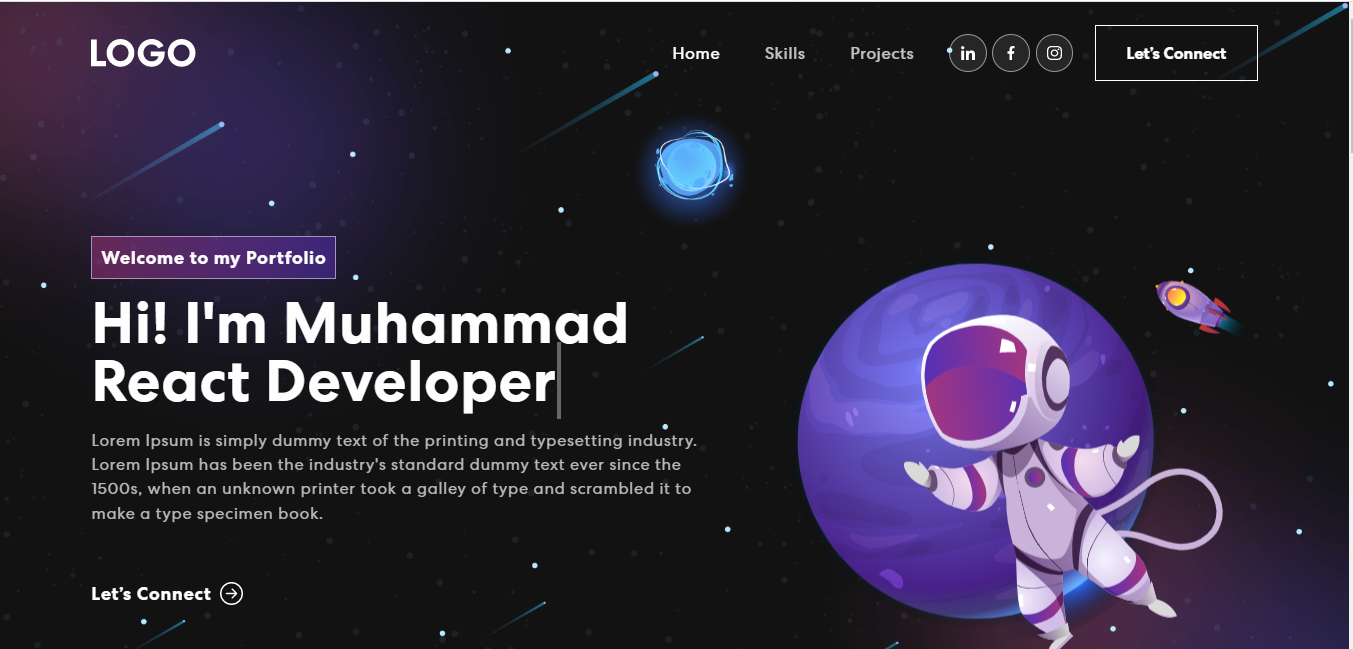 LOGO
Home
Skills
Projects
in
f
Let's Connect
Welcome to my Portfolio
Hi! I'm Muhammad
React Developer
Lorem Ipsum is simply dummy text of the printing and typesetting industry.
Lorem Ipsum has been the industry's standard dummy text ever since the
1500s, when an unknown printer took a galley of type and scrambled it to
make a type specimen book.
Let’s Connect